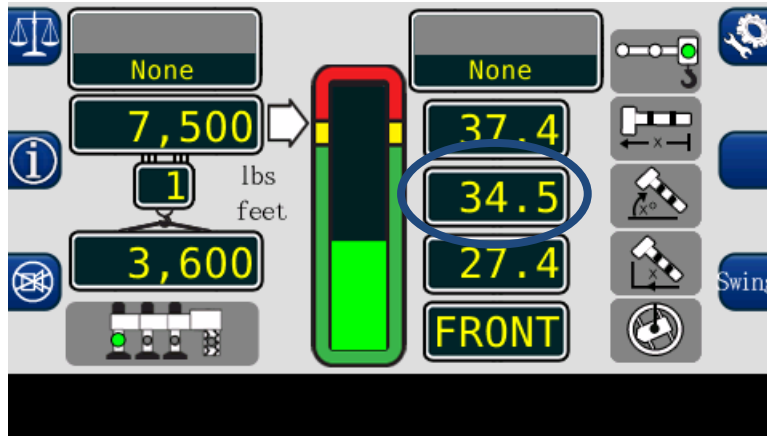 None
None
7,500
37.4
1
lbs
feet
34.5
x°
3,600
27.4
x
Swing
FRONT
x
i